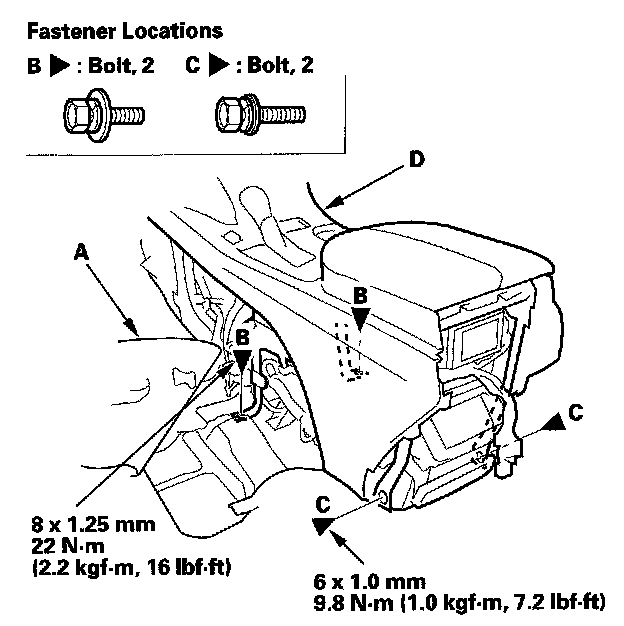 Fastener Locations
B ▶ : Bolt, 2 C ▶ : Bolt, 2
D
A
B
B
C
C
8 x 1.25 mm
22 N·m
(2.2 kgf·m, 16 lbf·ft)
6 x 1.0 mm
9.8 N·m (1.0 kgf·m, 7.2 lbf·ft)